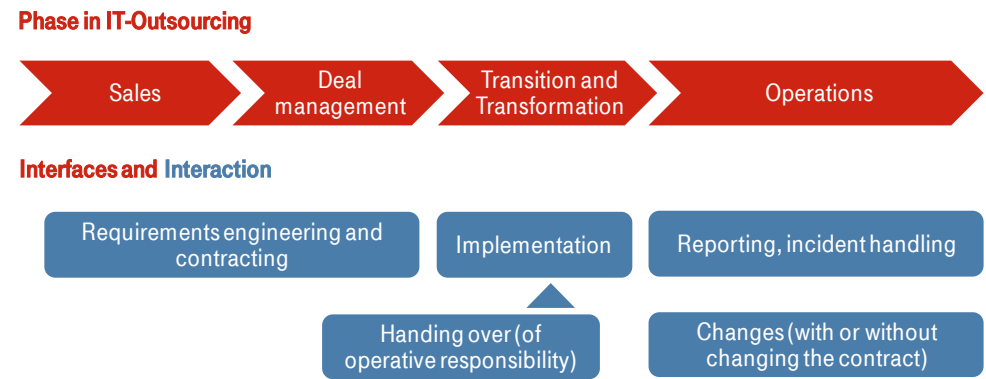 Phase in IT-Outsourcing
Sales
Deal
management
Transition and
Transformation
Operations
Interfaces and Interaction
Requirements engineering and
contracting
Implementation
Reporting, incident handling
Handing over (of
operative responsibility)
Changes (with or without
changing the contract)